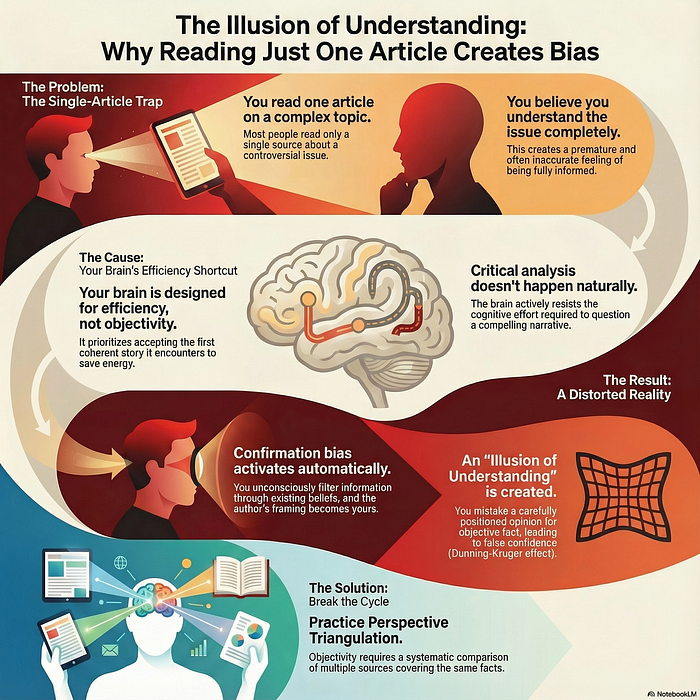 The Illusion of Understanding:
Why Reading Just One Article Creates Bias
The Problem:
The Single-Article Trap
You read one article
on a complex topic.
Most people read only a
single source about a
controversial issue.
You believe you
understand the
issue completely.
This creates a premature and
often inaccurate feeling of
being fully informed.
The Cause:
Your Brain's Efficiency Shortcut
Your brain is designed
for efficiency,
not objectivity.
It prioritizes accepting the first
coherent story it encounters to
save energy.
Critical analysis
doesn't happen naturally.
The brain actively resists the
cognitive effort required to question
a compelling narrative.
The Result:
A Distorted Reality
Confirmation bias
activates automatically.
You unconsciously filter information
through existing beliefs, and the
author's framing becomes yours.
An “Illusion of
Understanding”
is created.
You mistake a carefully
positioned opinion for
objective fact, leading
to false confidence
(Dunning-Kruger effect).
The Solution:
Break the Cycle
Practice Perspective
Triangulation.
Objectivity requires a systematic comparison
of multiple sources covering the same facts.
NotebookLM